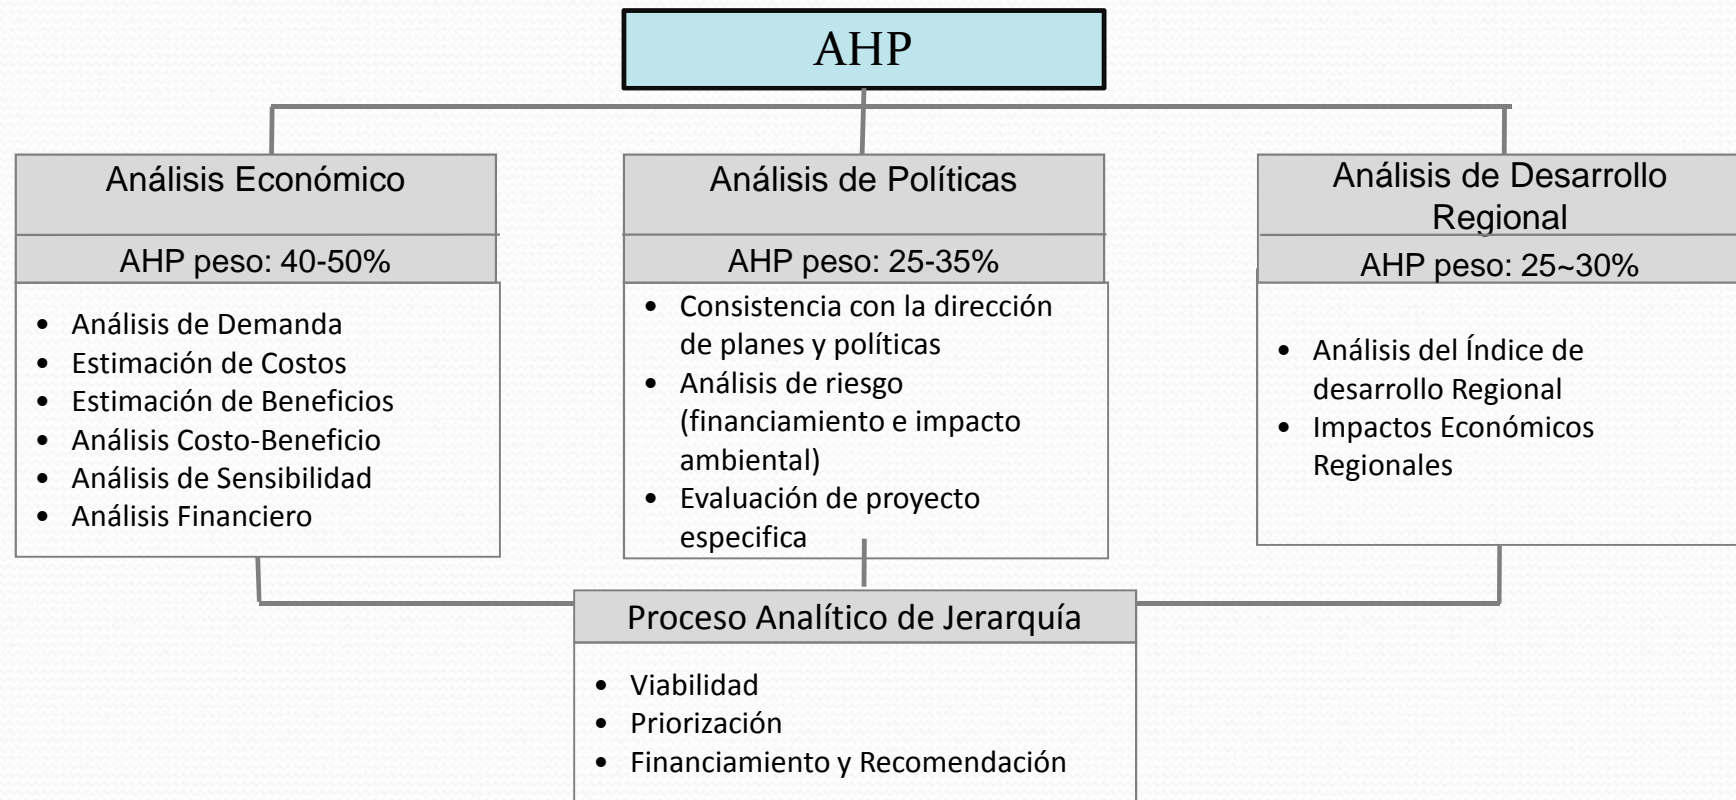 AHP
Análisis Económico
AHP peso: 40-50%
• Análisis de Demanda
• Estimación de Costos
• Estimación de Beneficios
• Análisis Costo-Beneficio
• Análisis de Sensibilidad
• Análisis Financiero
Análisis de Políticas
AHP peso: 25-35%
• Consistencia con la dirección
de planes y políticas
• Análisis de riesgo
(financiamiento e impacto
ambiental)
• Evaluación de proyecto
especifica
Análisis de Desarrollo
Regional
AHP peso: 25~30%
• Análisis del Índice de
desarrollo Regional
• Impactos Económicos
Regionales
Proceso Analítico de Jerarquía
• Viabilidad
• Priorización
• Financiamiento y Recomendación